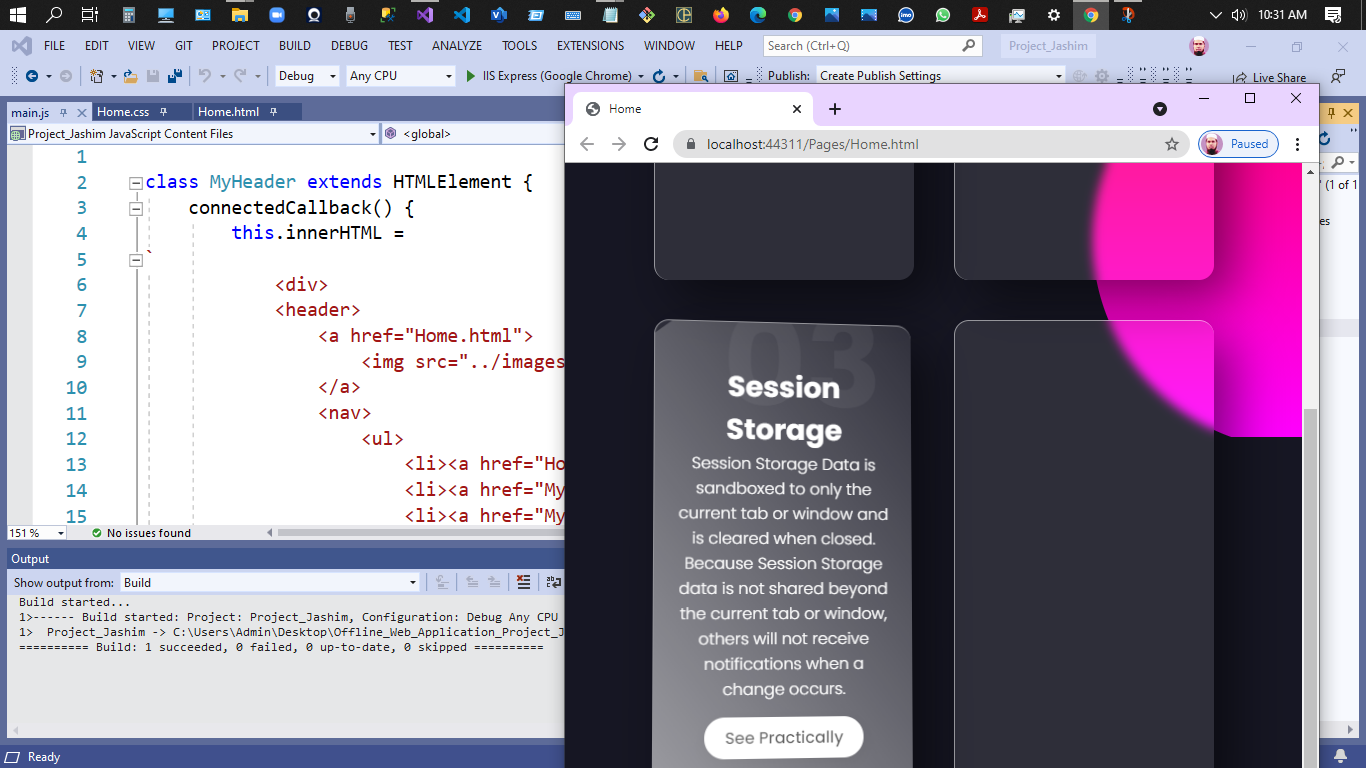 10:31 AM
FILE EDIT VIEW GIT PROJECT BUILD DEBUG TEST ANALYZE TOOLS EXTENSIONS WINDOW HELP Search (Ctrl+Q) Project_Jashim
Debug Any CPU IIS Express (Google Chrome) Publish: Create Publish Settings Live Share
main.js Home.css Home.html
Project_Jashim JavaScript Content Files <global>
1
2 class MyHeader extends HTMLElement {
3 connectedCallback() {
4 this.innerHTML =
5 `
6 <div>
7 <header>
8 <a href="Home.html">
9 <img src="../images
10 </a>
11 <nav>
12 <ul>
13 <li><a href="Ho
14 <li><a href="My
15 <li><a href="My
151 % No issues found
Output
Show output from: Build
Build started...
1>------ Build started: Project: Project_Jashim, Configuration: Debug Any CPU
1> Project_Jashim -> C:\Users\Admin\Desktop\Offline_Web_Application_Project_J
========== Build: 1 succeeded, 0 failed, 0 up-to-date, 0 skipped ==========
Ready
Home
localhost:44311/Pages/Home.html Paused
03
Session
Storage
Session Storage Data is
sandboxed to only the
current tab or window and
is cleared when closed.
Because Session Storage
data is not shared beyond
the current tab or window,
others will not receive
notifications when a
change occurs.
See Practically
(1 of 1
es